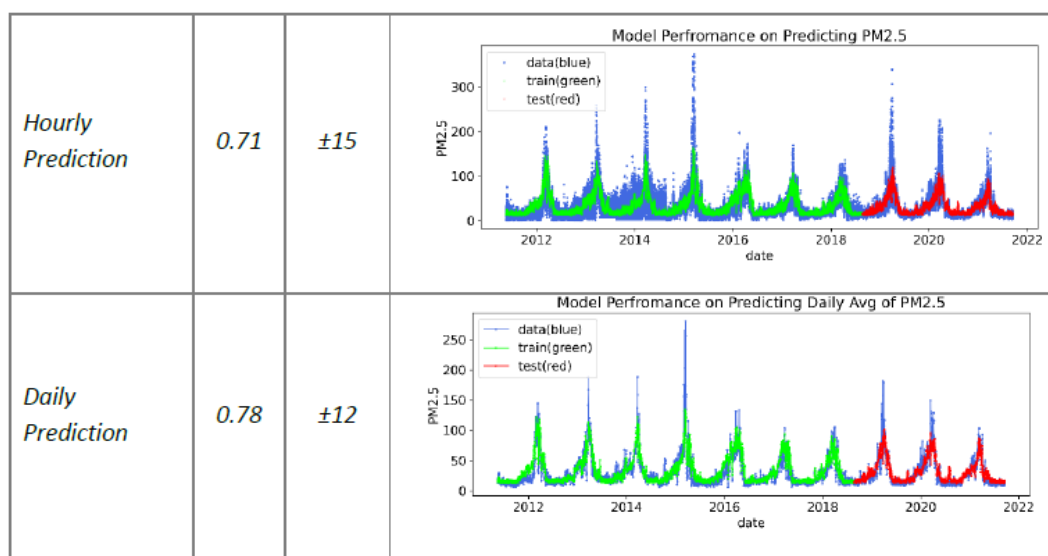 Hourly
Prediction
0.71
±15
Model Perfromance on Predicting PM2.5
data(blue)
train(green)
test(red)
PM2.5
300
200
100
0
2012 2014 2016 2018 2020 2022
date
Daily
Prediction
0.78
±12
Model Perfromance on Predicting Daily Avg of PM2.5
data(blue)
train(green)
test(red)
PM2.5
250
200
150
100
50
0
2012 2014 2016 2018 2020 2022
date